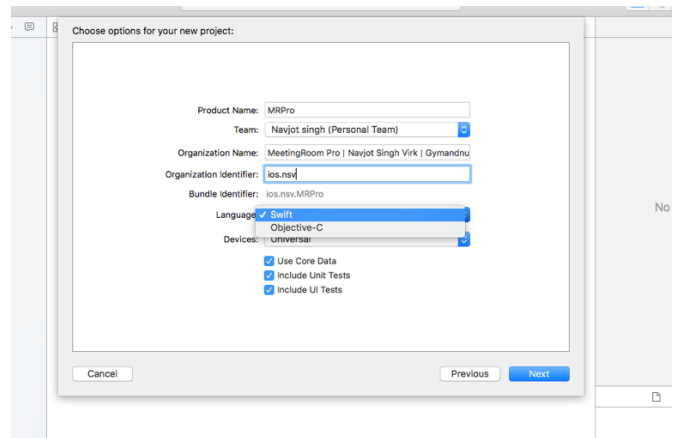 Choose options for your new project:
Product Name: MRPro
Team: Navjot singh (Personal Team)
Organization Name: MeetingRoom Pro | Navjot Singh Virk | Gymandnu
Organization Identifier: ios.nsv
Bundle Identifier: ios.nsv.MRPro
Language ✓ Swift
Objective-C
Devices: Universal
Use Core Data
Include Unit Tests
Include UI Tests
No
Cancel Previous Next